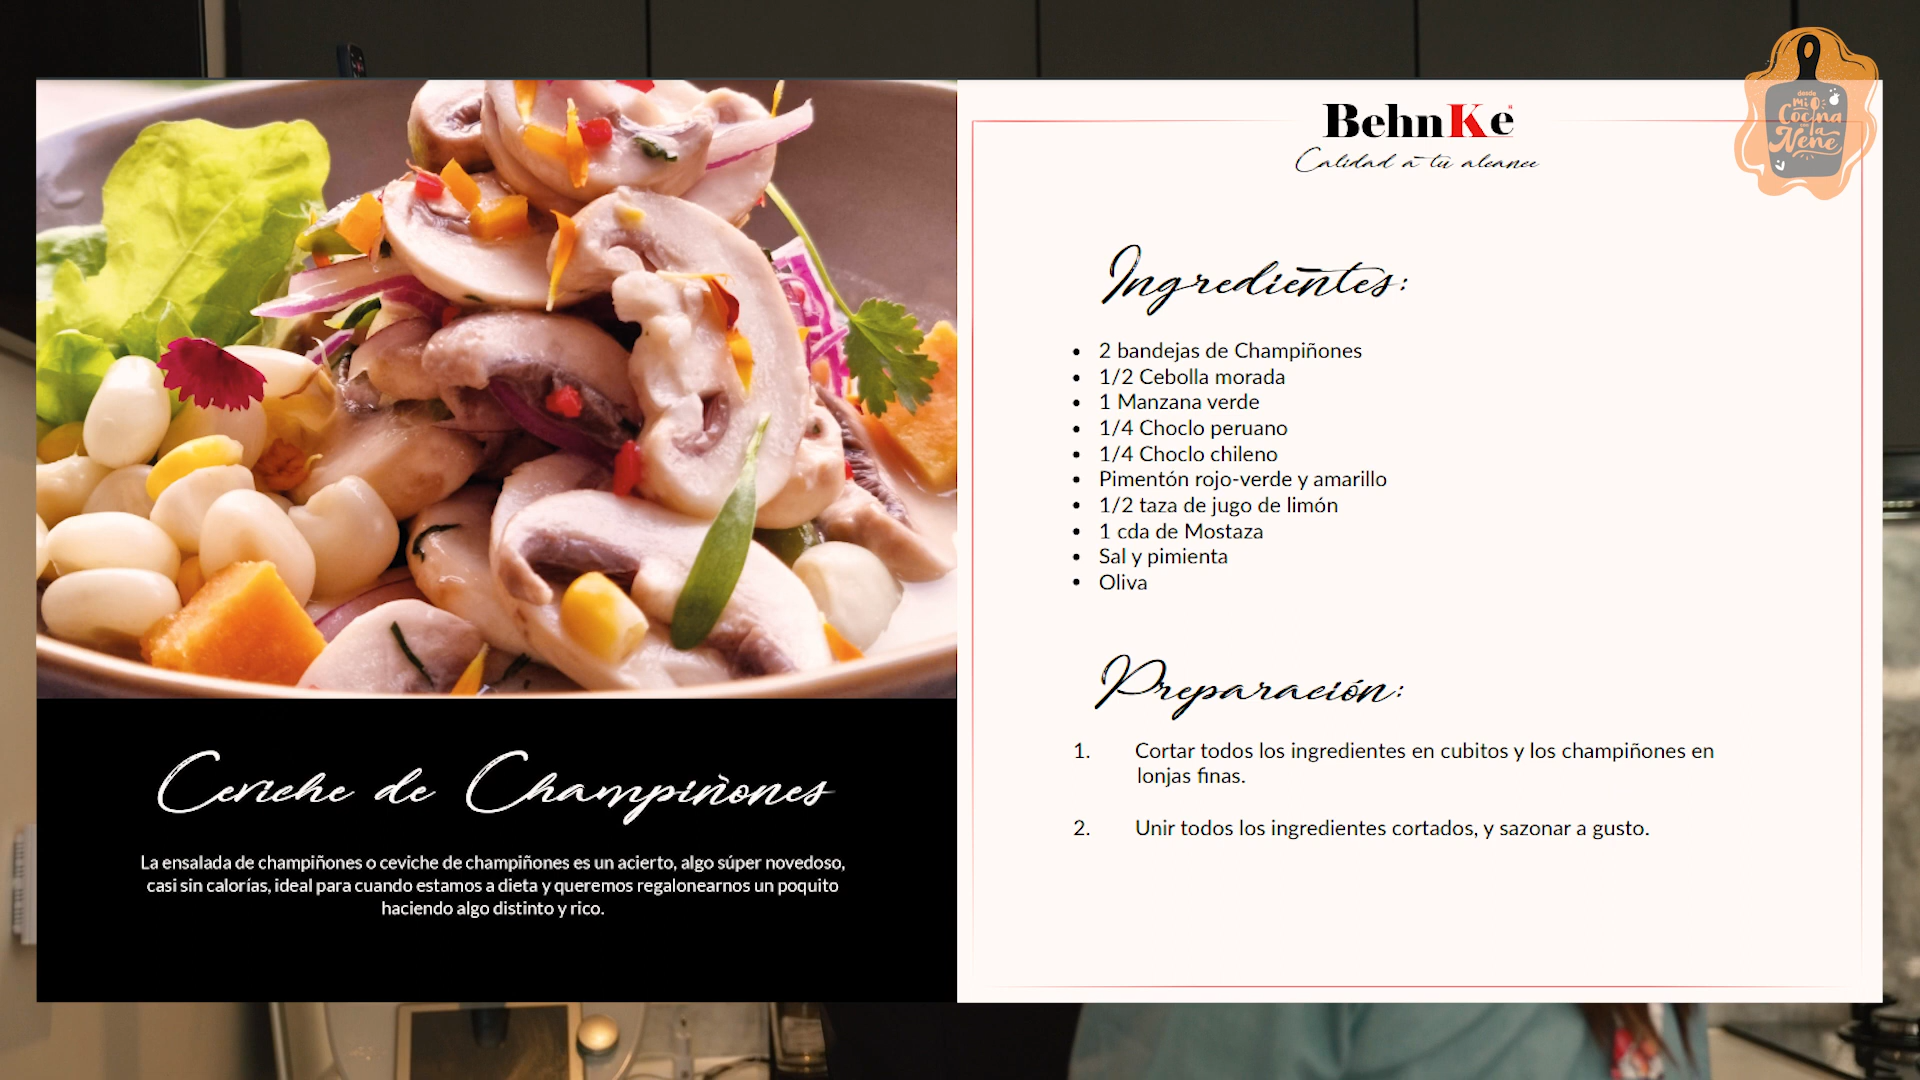 BehnKe
Calidad a tu alcance
desde
mi
Cocina
la
Nene
Ingredientes:
• 2 bandejas de Champiñones
• 1/2 Cebolla morada
• 1 Manzana verde
• 1/4 Choclo peruano
• 1/4 Choclo chileno
• Pimentón rojo-verde y amarillo
• 1/2 taza de jugo de limón
• 1 cda de Mostaza
• Sal y pimienta
• Oliva
Preparación:
1. Cortar todos los ingredientes en cubitos y los champiñones en
lonjas finas.
2. Unir todos los ingredientes cortados, y sazonar a gusto.
Ceviche de Champiñones
La ensalada de champiñones o ceviche de champiñones es un acierto, algo súper novedoso,
casi sin calorías, ideal para cuando estamos a dieta y queremos regalonearnos un poquito
haciendo algo distinto y rico.